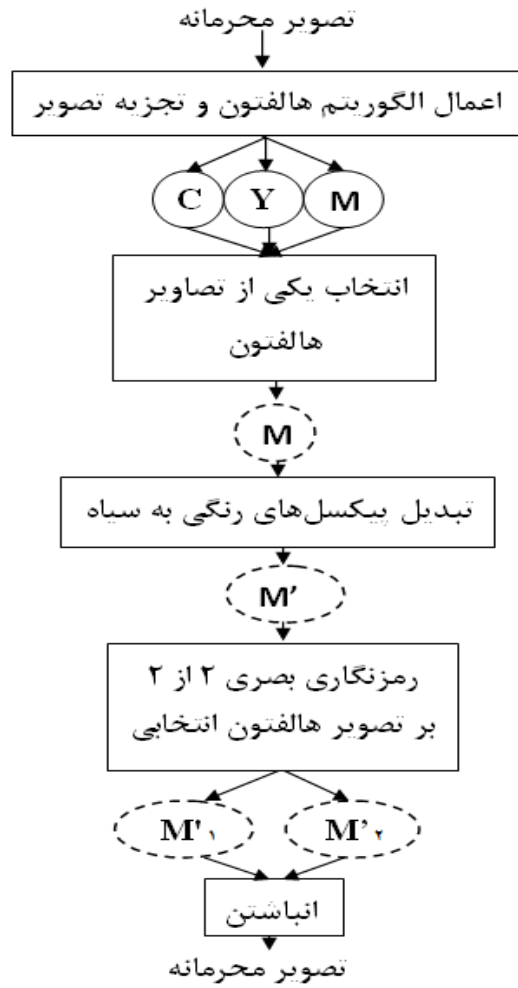 تصویر محرمانه
اعمال الگوریتم هالفتون و تجزیه تصویر
C Y M
انتخاب یکی از تصاویر
هالفتون
M
تبدیل پیکسل‌های رنگی به سیاه
M’
رمزنگاری بصری ۲ از ۲
بر تصویر هالفتون انتخابی
M'۱ M’۲
انباشتن
تصویر محرمانه